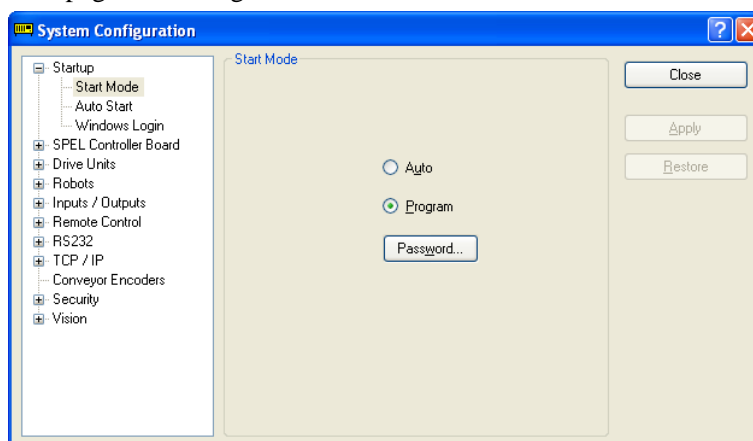 System Configuration
Startup
Start Mode
Auto Start
Windows Login
SPEL Controller Board
Drive Units
Robots
Inputs / Outputs
Remote Control
RS232
TCP / IP
Conveyor Encoders
Security
Vision
Start Mode
Auto
Program
Password...
Close
Apply
Restore